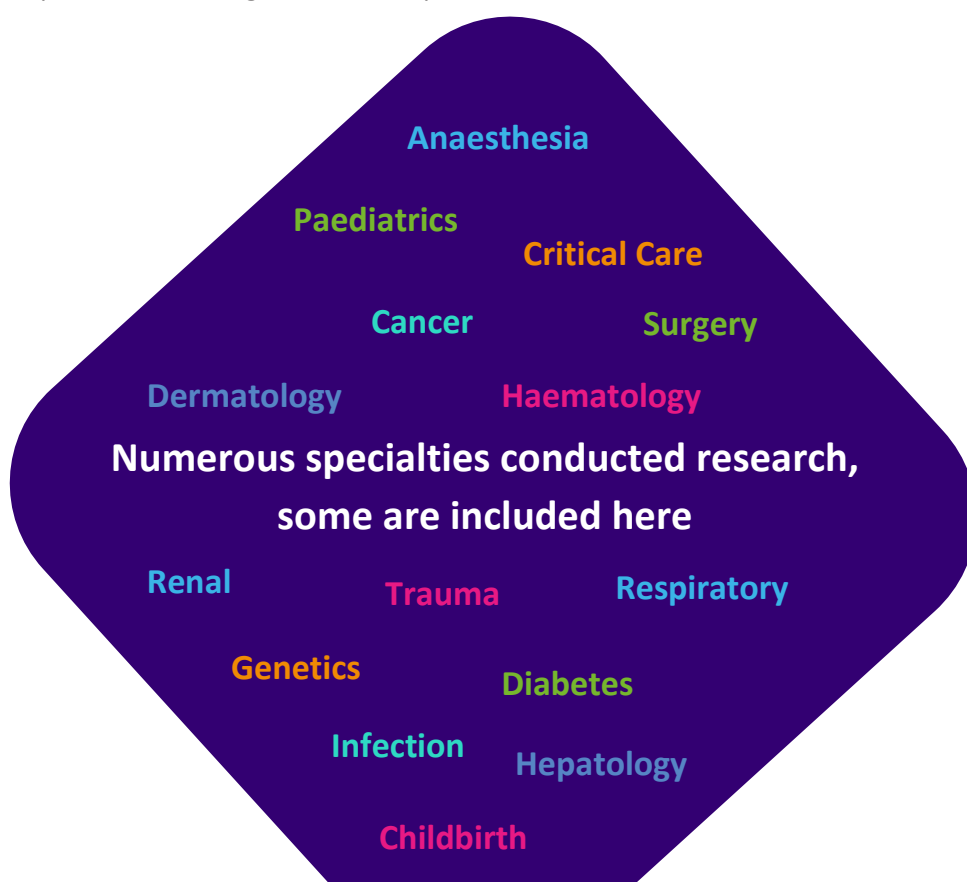 Anaesthesia
Paediatrics
Critical Care
Cancer
Surgery
Dermatology
Haematology
Numerous specialties conducted research,
some are included here
Renal
Trauma
Respiratory
Genetics
Diabetes
Infection
Hepatology
Childbirth